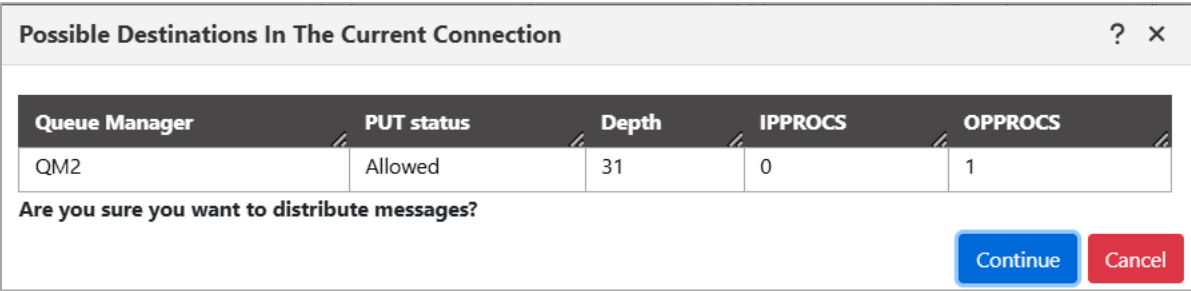 Possible Destinations In The Current Connection ? ×
Queue Manager PUT status Depth IPPROCS OPPROCS
QM2 Allowed 31 0 1
Are you sure you want to distribute messages?
Continue Cancel